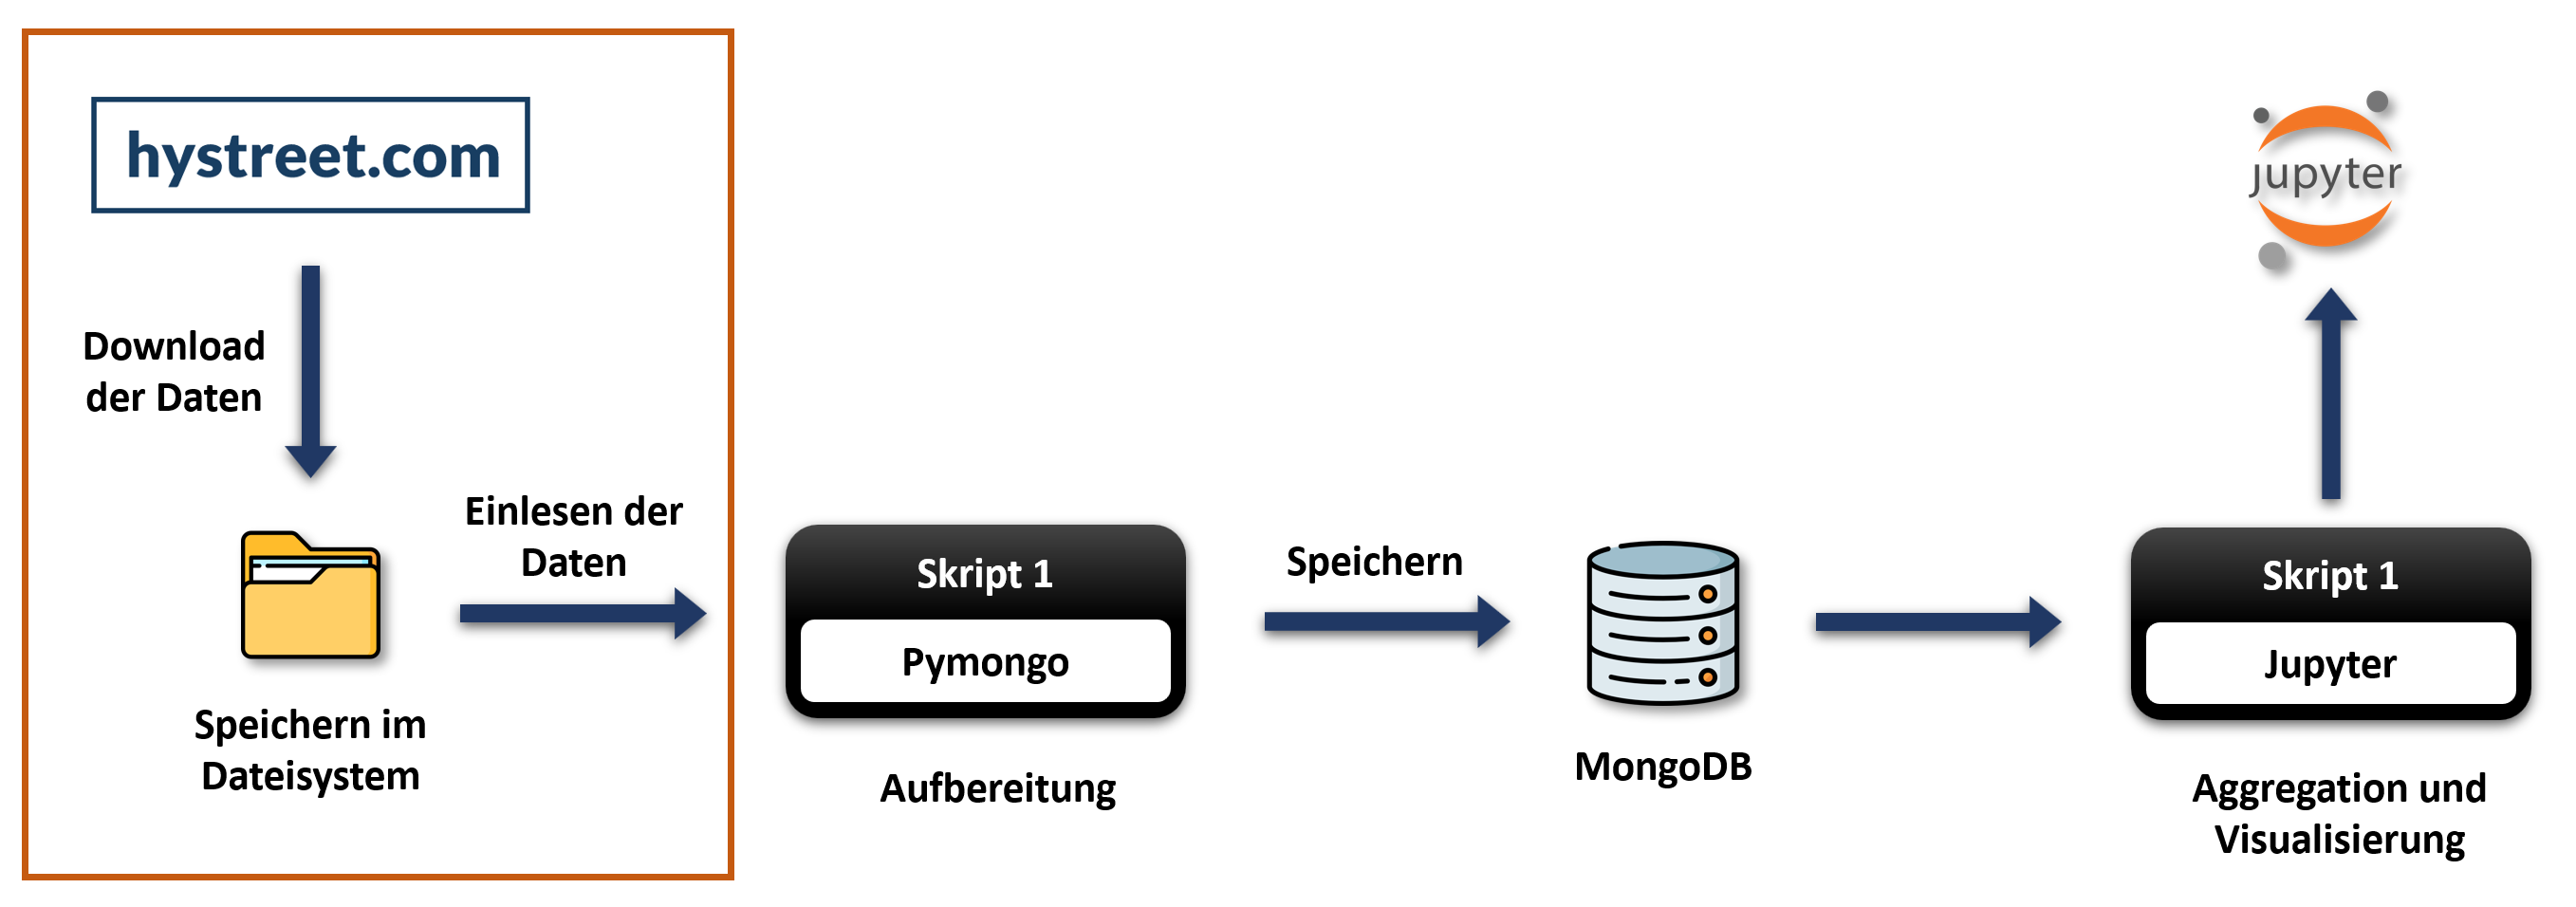 hystreet.com
Download
der Daten
Einlesen der
Daten
Speichern im
Dateisystem
Skript 1
Pymongo
Aufbereitung
Speichern
MongoDB
jupyter
Skript 1
Jupyter
Aggregation und
Visualisierung